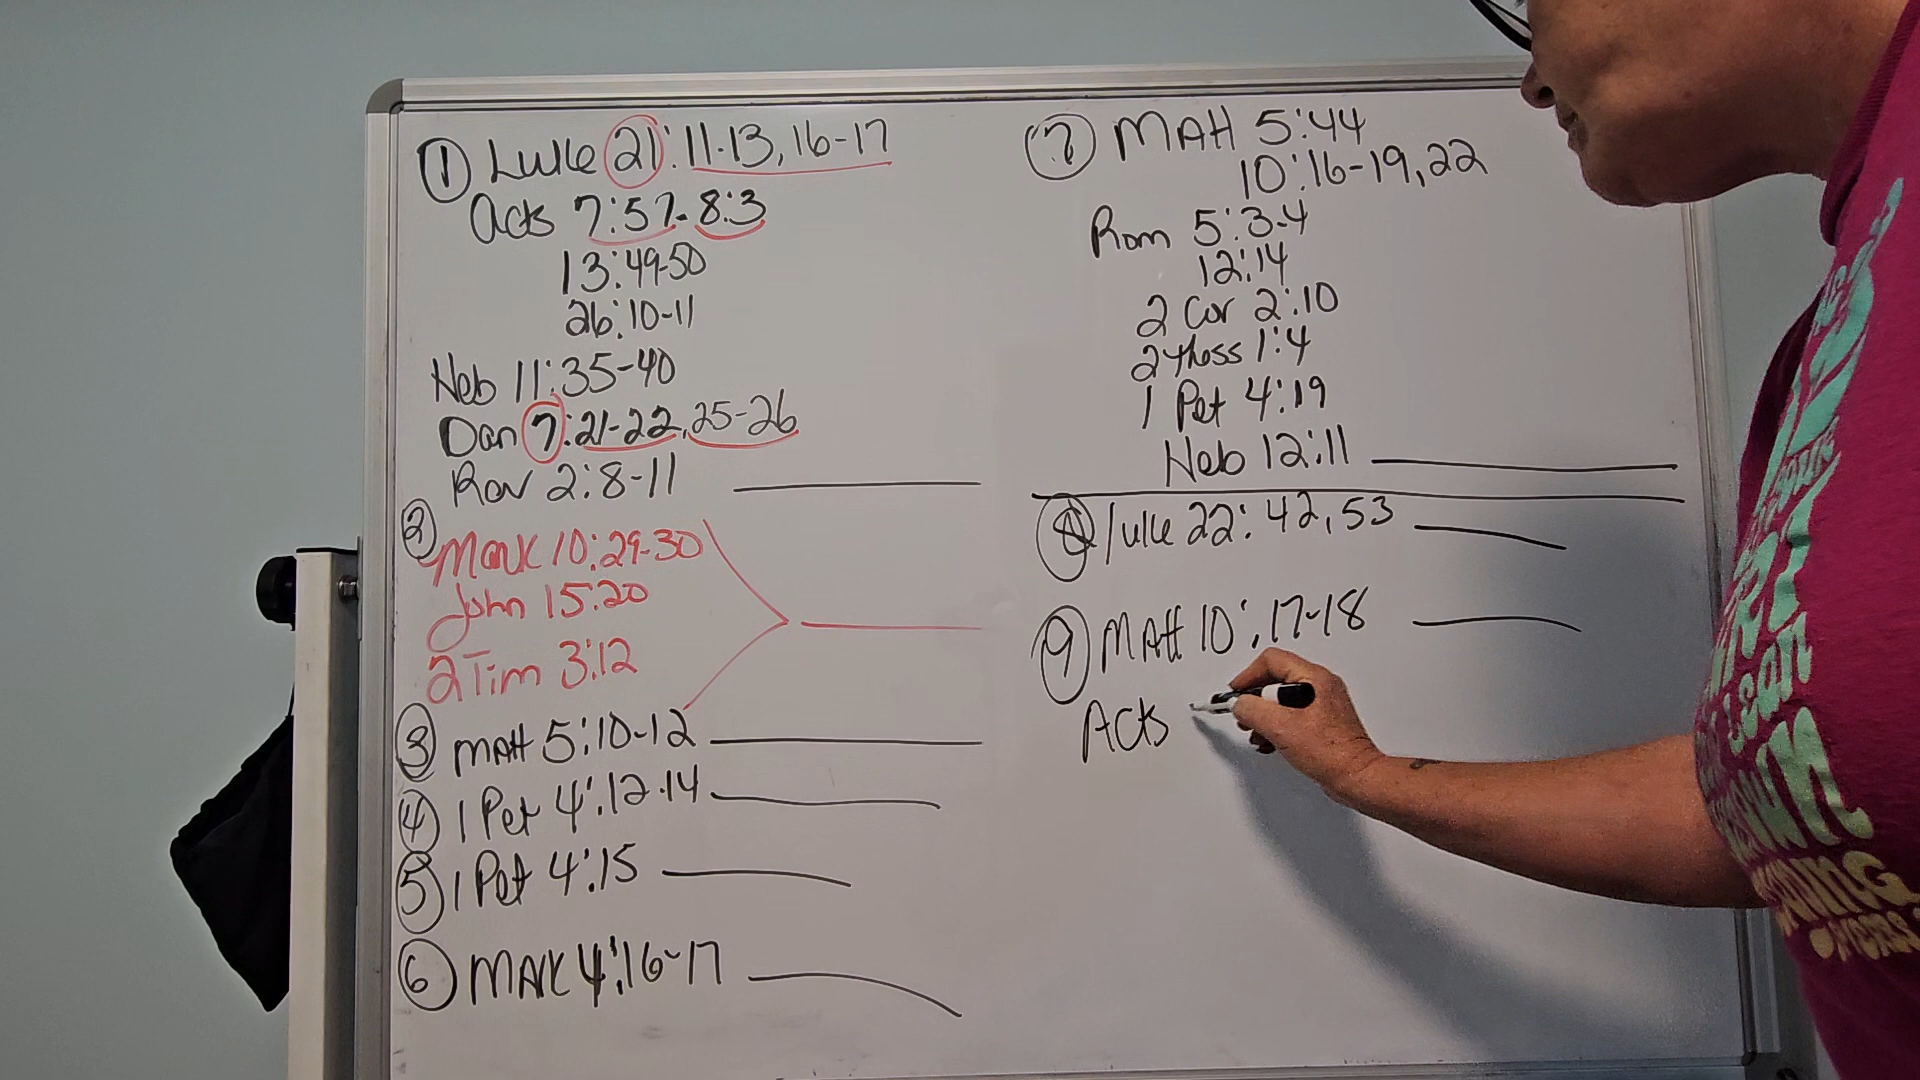 ① Luke 21:11-13, 16-17
Acts 7:57-8:3
13:49-50
26:10-11
Heb 11:35-40
Dan 7:21-22, 25-26
Rev 2:8-11
②
Mark 10:29-30
John 15:20
2 Tim 3:12
③ Matt 5:10-12
④ 1 Pet 4:12-14
⑤ 1 Pet 4:15
⑥ Mark 4:16-17
⑦ Matt 5:44
10:16-19, 22
Rom 5:3-4
12:14
2 Cor 2:10
2 Thess 1:4
1 Pet 4:19
Heb 12:11
⑧ Luke 22:42, 53
⑨ Matt 10:17-18
Acts